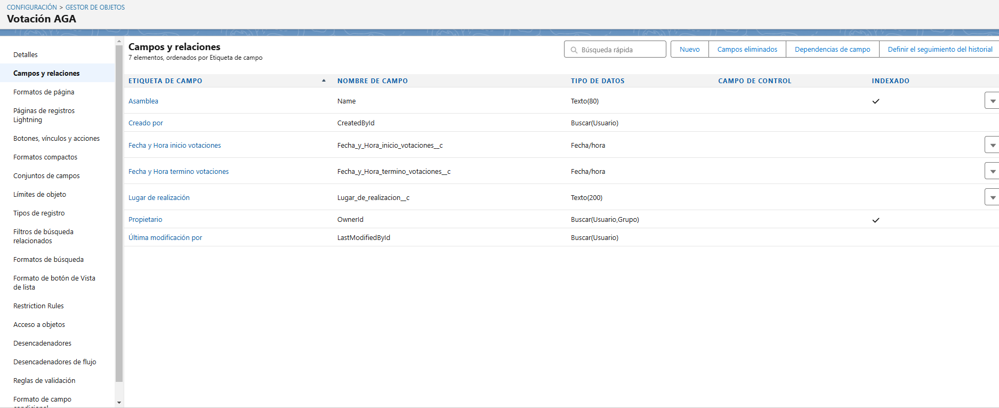 CONFIGURACIÓN > GESTOR DE OBJETOS
Votación AGA
Detalles
Campos y relaciones
Formatos de página
Páginas de registros
Lightning
Botones, vínculos y acciones
Formatos compactos
Conjuntos de campos
Límites de objeto
Tipos de registro
Filtros de búsqueda
relacionados
Formatos de búsqueda
Formato de botón de Vista
de lista
Restriction Rules
Acceso a objetos
Desencadenadores
Desencadenadores de flujo
Reglas de validación
Formato de campo
condicional
Campos y relaciones
7 elementos, ordenados por Etiqueta de campo
Búsqueda rápida
Nuevo
Campos eliminados
Dependencias de campo
Definir el seguimiento del historial
ETIQUETA DE CAMPO NOMBRE DE CAMPO TIPO DE DATOS CAMPO DE CONTROL INDEXADO
Asamblea Name Texto(80)
Creado por CreatedById Buscar(Usuario)
Fecha y Hora inicio votaciones Fecha_y_Hora_inicio_votaciones__c Fecha/hora
Fecha y Hora termino votaciones Fecha_y_Hora_termino_votaciones__c Fecha/hora
Lugar de realización Lugar_de_realizacion__c Texto(200)
Propietario OwnerId Buscar(Usuario,Grupo)
Última modificación por LastModifiedById Buscar(Usuario)